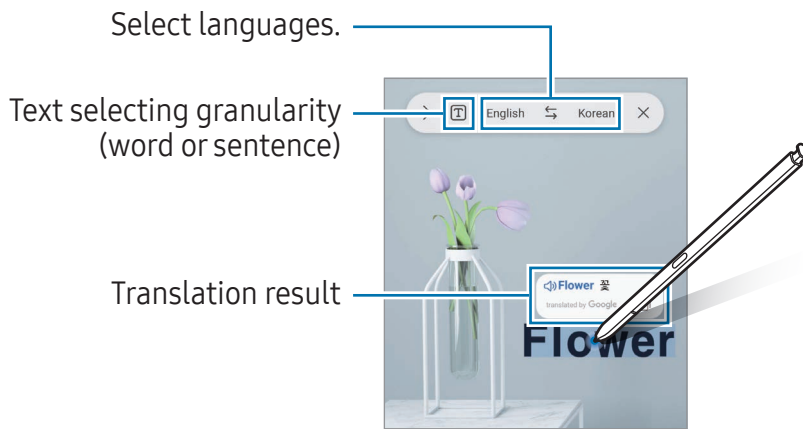 Select languages.
Text selecting granularity
(word or sentence)
English Korean
Translation result
Flower 꽃
translated by Google
Flower